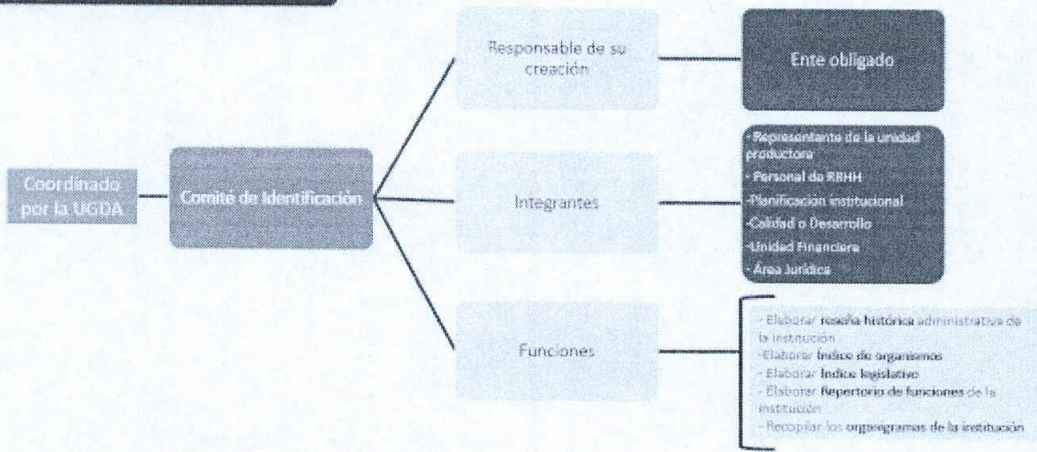 Coordinado
por la UGDA
Comité de Identificación
Responsable de su
creación
Ente obligado
Integrantes
- Representante de la unidad
productora
- Personal de RRHH
-Planificación institucional
-Calidad o Desarrollo
-Unidad Financiera
- Área Jurídica
Funciones
- Elaborar reseña histórica administrativa de
la institución
-Elaborar Índice de organismos
- Elaborar Índice legislativo
- Elaborar Repertorio de funciones de la
institución
- Recopilar los organigramas de la institución